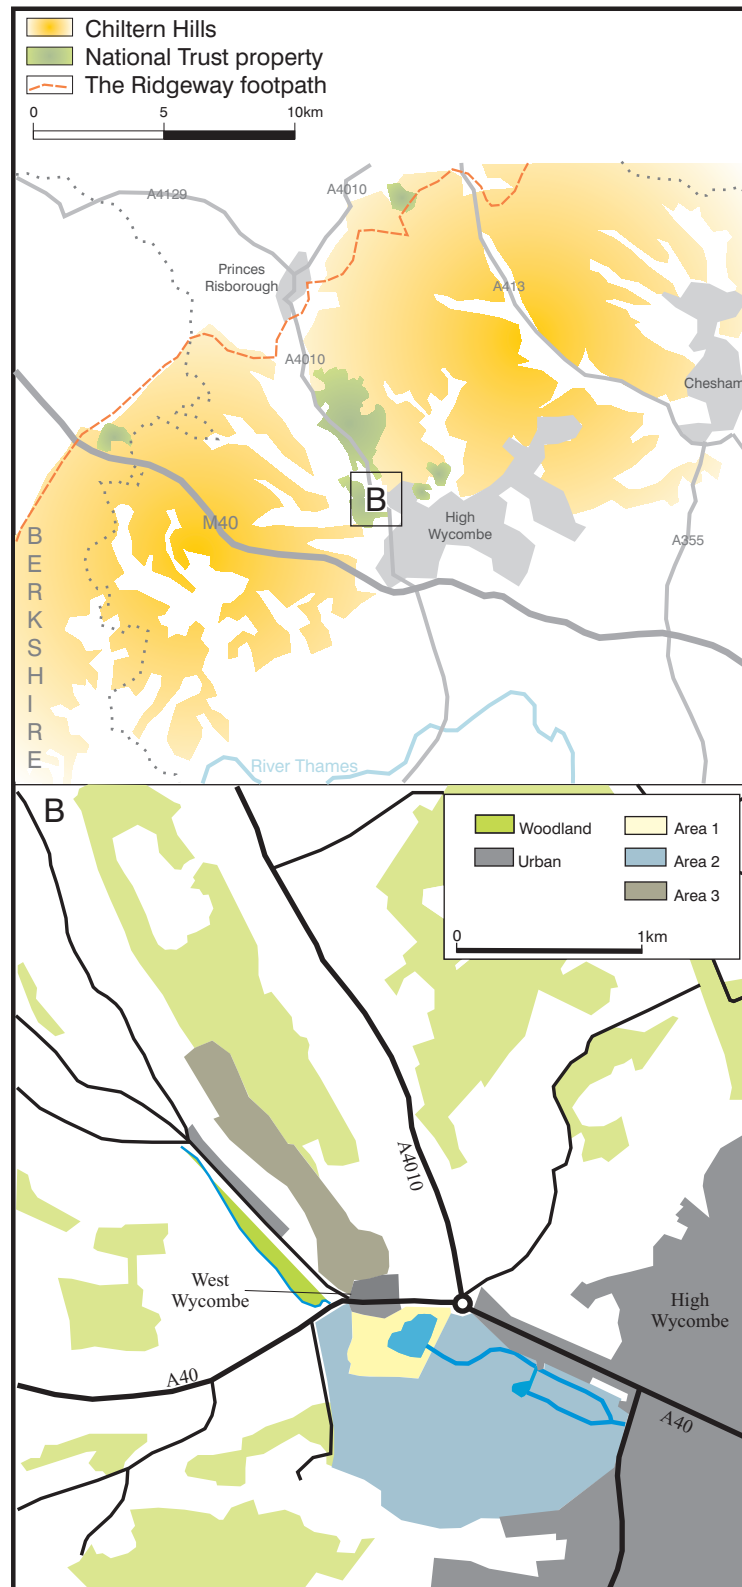 Chiltern Hills
National Trust property
The Ridgeway footpath
0 5 10km
A4129
A4010
Princes
Risborough
A413
A4010
Chesham
B
M40
High
Wycombe
A355
BERKSHIRE
River Thames
B
Woodland
Urban
Area 1
Area 2
Area 3
0 1km
A4010
West
Wycombe
High
Wycombe
A40
A40